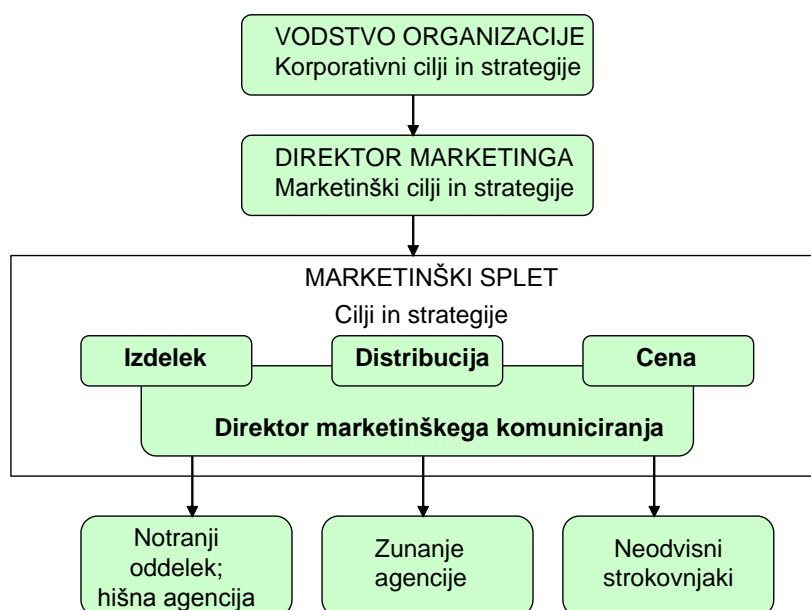 VODSTVO ORGANIZACIJE
Korporativni cilji in strategije
DIREKTOR MARKETINGA
Marketinški cilji in strategije
MARKETINŠKI SPLET
Cilji in strategije
Izdelek
Distribucija
Cena
Direktor marketinškega komuniciranja
Notranji
oddelek;
hišna agencija
Zunanje
agencije
Neodvisni
strokovnjaki